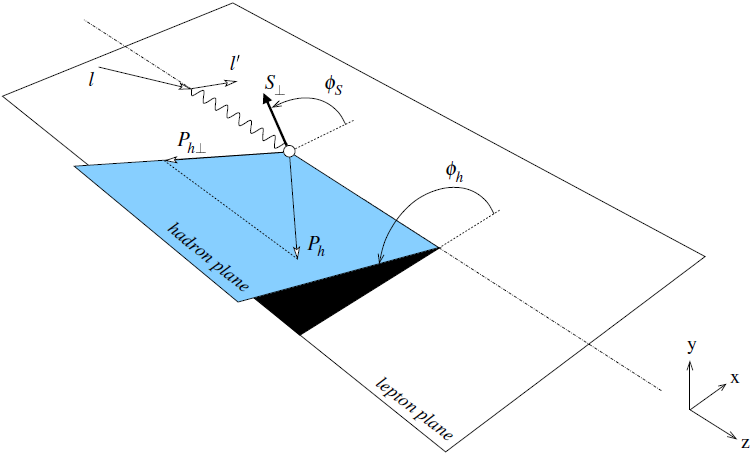 l
l′
S⊥
ϕS
Ph⊥
ϕh
Ph
hadron plane
lepton plane
y
x
z